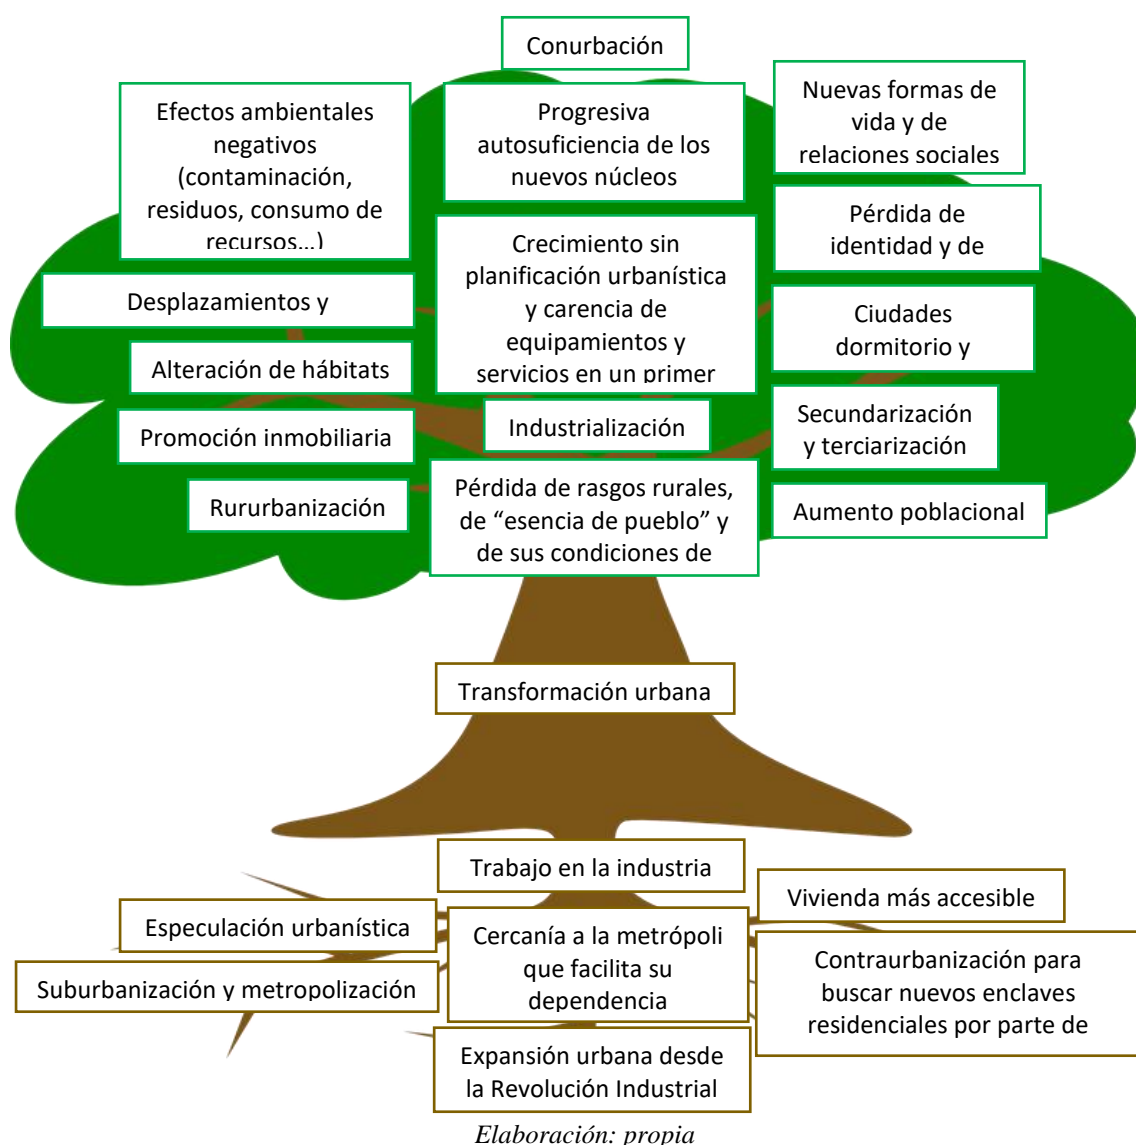 Conurbación
Efectos ambientales
negativos
(contaminación,
residuos, consumo de
recursos...)
Progresiva
autosuficiencia de los
nuevos núcleos
Nuevas formas de
vida y de
relaciones sociales
Pérdida de
identidad y de
Crecimiento sin
planificación urbanística
y carencia de
equipamientos y
servicios en un primer
Desplazamientos y
Ciudades
dormitorio y
Alteración de hábitats
Promoción inmobiliaria
Industrialización
Secundarización
y terciarización
Rururbanización
Pérdida de rasgos rurales,
de “esencia de pueblo” y
de sus condiciones de
Aumento poblacional
Transformación urbana
Trabajo en la industria
Vivienda más accesible
Especulación urbanística
Cercanía a la metrópoli
que facilita su
dependencia
Suburbanización y metropolización
Contraurbanización para
buscar nuevos enclaves
residenciales por parte de
Expansión urbana desde
la Revolución Industrial
Elaboración: propia